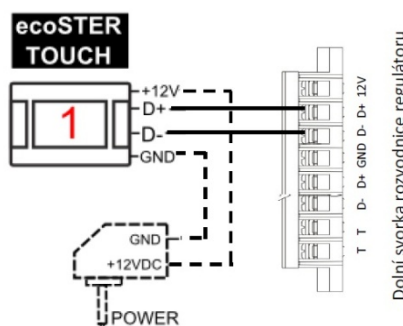 ecoSTER
TOUCH
1
+12V
D+
D-
GND
GND
+12VDC
POWER
12V
D+
D-
GND
D+
D-
T
T
Dolní svorka rozvodnice regulátoru